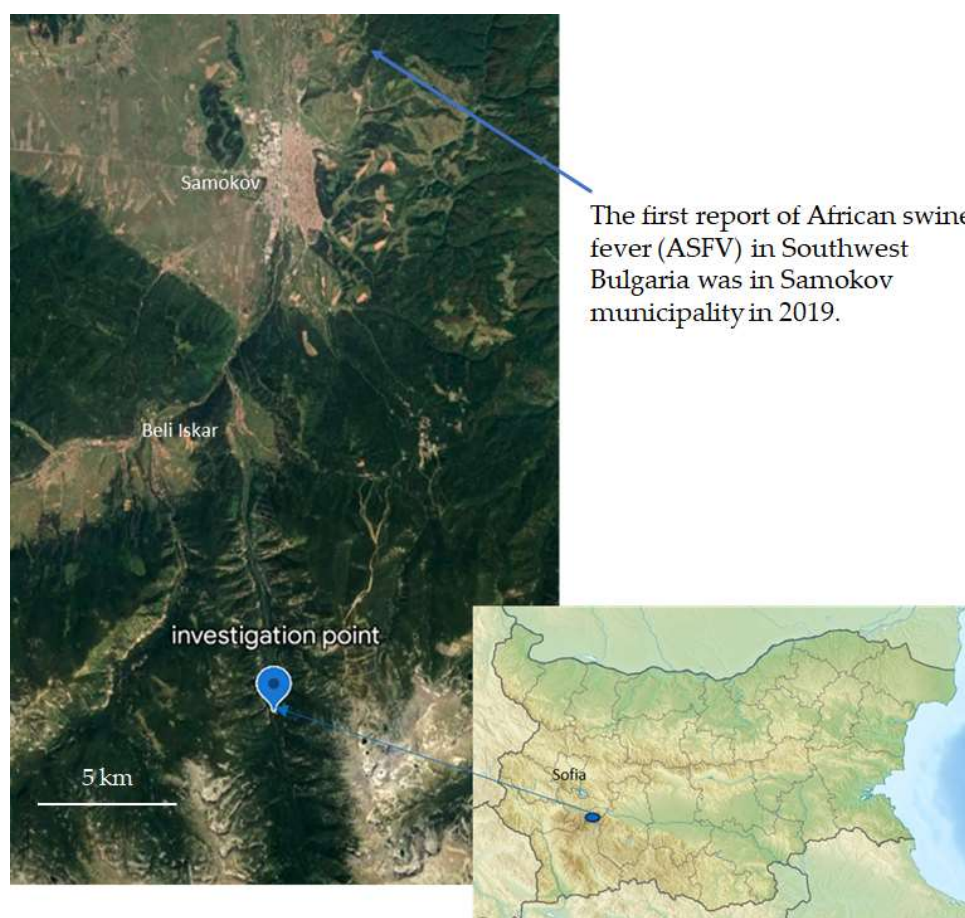 Samokov
The first report of African swine
fever (ASFV) in Southwest
Bulgaria was in Samokov
municipality in 2019.
Beli Iskar
investigation point
5 km
Sofia